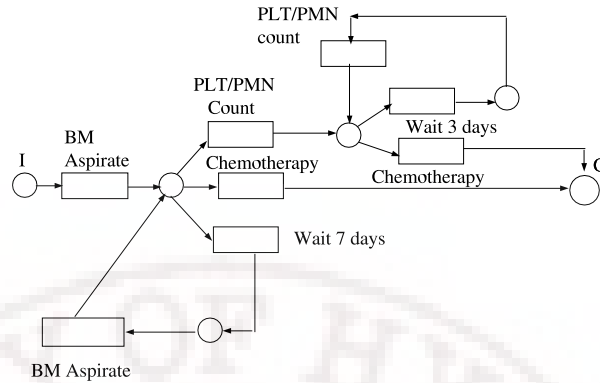 PLT/PMN
count
PLT/PMN
Count
Wait 3 days
BM
Aspirate
I
Chemotherapy
Chemotherapy
Wait 7 days
BM Aspirate